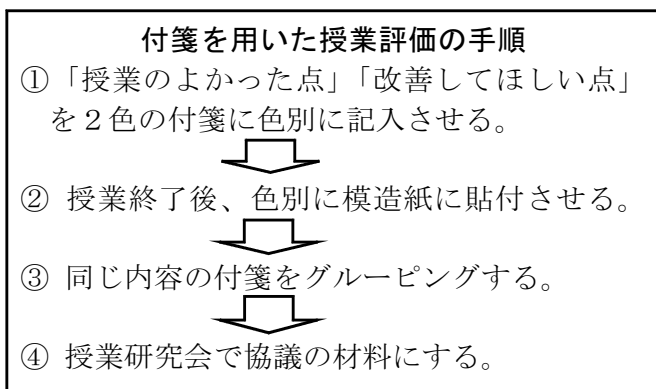 付箋を用いた授業評価の手順
①「授業のよかった点」「改善してほしい点」
を２色の付箋に色別に記入させる。
② 授業終了後、色別に模造紙に貼付させる。
③ 同じ内容の付箋をグルーピングする。
④ 授業研究会で協議の材料にする。